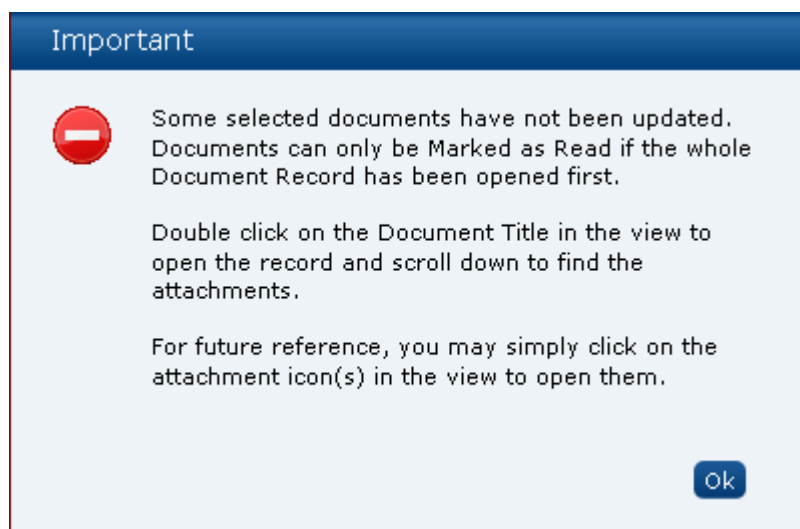 Important
Some selected documents have not been updated.
Documents can only be Marked as Read if the whole
Document Record has been opened first.
Double click on the Document Title in the view to
open the record and scroll down to find the
attachments.
For future reference, you may simply click on the
attachment icon(s) in the view to open them.
Ok